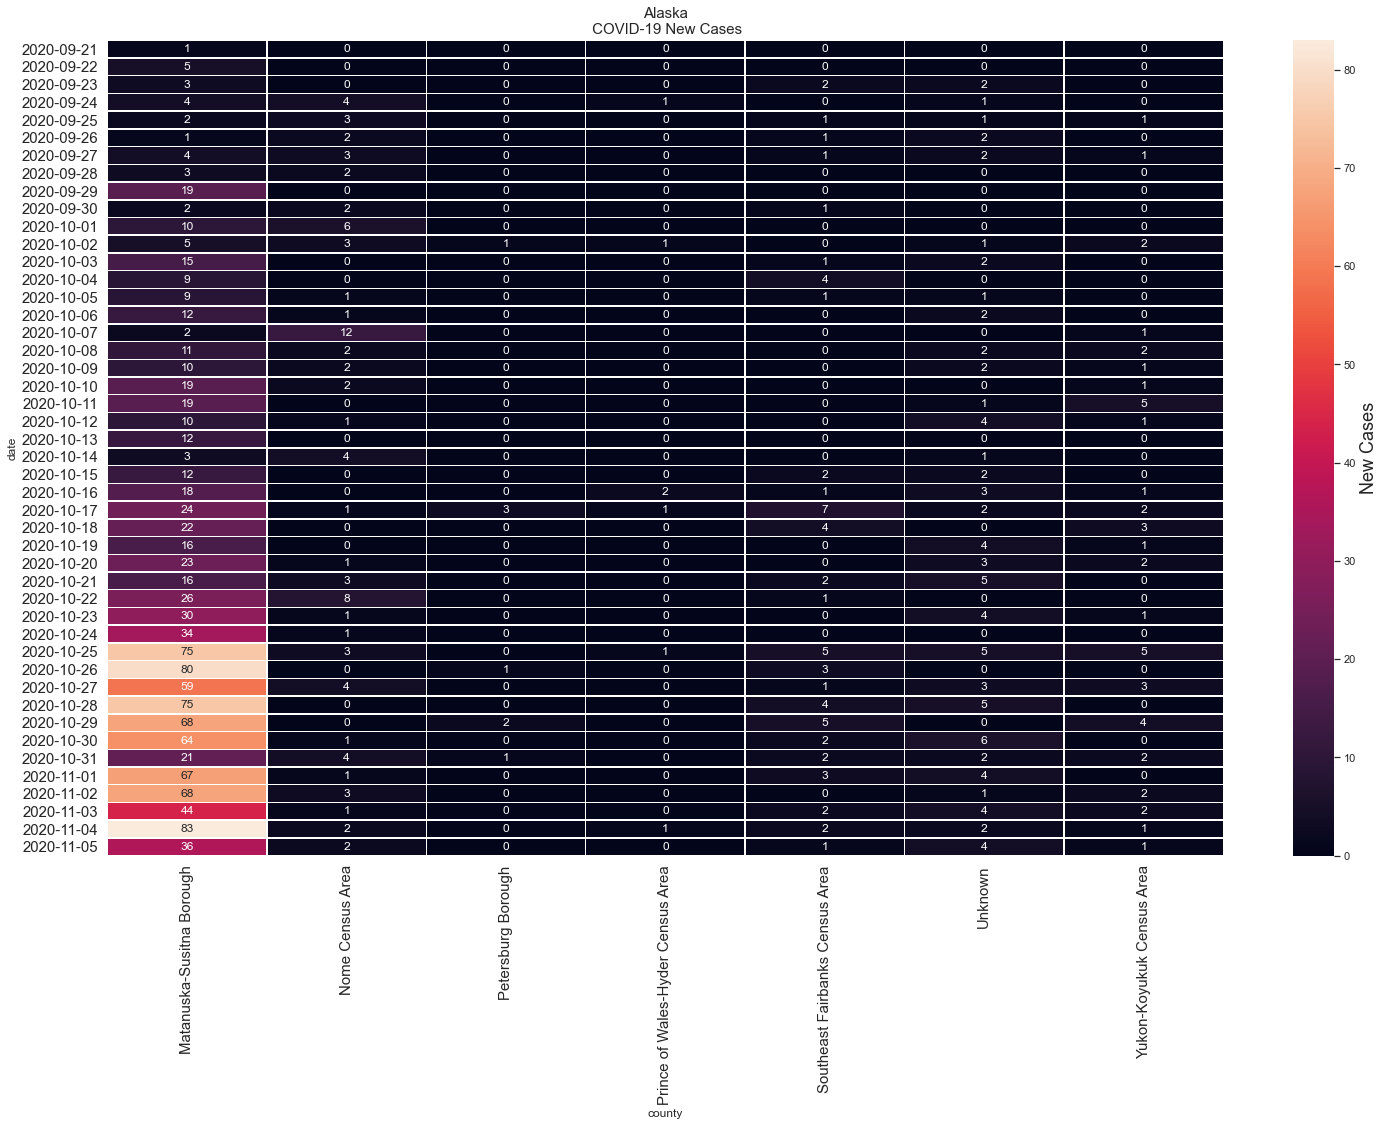 Alaska
COVID-19 New Cases
2020-09-21 1 0 0 0 0 0 0
2020-09-22 5 0 0 0 0 0 0
2020-09-23 3 0 0 0 2 2 0
2020-09-24 4 4 0 1 0 1 0
2020-09-25 2 3 0 0 1 1 1
2020-09-26 1 2 0 0 1 2 0
2020-09-27 4 3 0 0 1 2 1
2020-09-28 3 2 0 0 0 0 0
2020-09-29 19 0 0 0 0 0 0
2020-09-30 2 2 0 0 1 0 0
2020-10-01 10 6 0 0 0 0 0
2020-10-02 5 3 1 1 0 1 2
2020-10-03 15 0 0 0 1 2 0
2020-10-04 9 0 0 0 4 0 0
2020-10-05 9 1 0 0 1 1 0
2020-10-06 12 1 0 0 0 2 0
2020-10-07 2 12 0 0 0 0 1
2020-10-08 11 2 0 0 0 2 2
2020-10-09 10 2 0 0 0 2 1
2020-10-10 19 2 0 0 0 0 1
2020-10-11 19 0 0 0 0 1 5
2020-10-12 10 1 0 0 0 4 1
2020-10-13 12 0 0 0 0 0 0
2020-10-14 3 4 0 0 0 1 0
2020-10-15 12 0 0 0 2 2 0
2020-10-16 18 0 0 2 1 3 1
2020-10-17 24 1 3 1 7 2 2
2020-10-18 22 0 0 0 4 0 3
2020-10-19 16 0 0 0 0 4 1
2020-10-20 23 1 0 0 0 3 2
2020-10-21 16 3 0 0 2 5 0
2020-10-22 26 8 0 0 1 0 0
2020-10-23 30 1 0 0 0 4 1
2020-10-24 34 1 0 0 0 0 0
2020-10-25 75 3 0 1 5 5 5
2020-10-26 80 0 1 0 3 0 0
2020-10-27 59 4 0 0 1 3 3
2020-10-28 75 0 0 0 4 5 0
2020-10-29 68 0 2 0 5 0 4
2020-10-30 64 1 0 0 2 6 0
2020-10-31 21 4 1 0 2 2 2
2020-11-01 67 1 0 0 3 4 0
2020-11-02 68 3 0 0 0 1 2
2020-11-03 44 1 0 0 2 4 2
2020-11-04 83 2 0 1 2 2 1
2020-11-05 36 2 0 0 1 4 1
date
Matanuska-Susitna Borough
Nome Census Area
Petersburg Borough
Prince of Wales-Hyder Census Area
Southeast Fairbanks Census Area
Unknown
Yukon-Koyukuk Census Area
county
80
70
60
50
40
30
20
10
0
New Cases